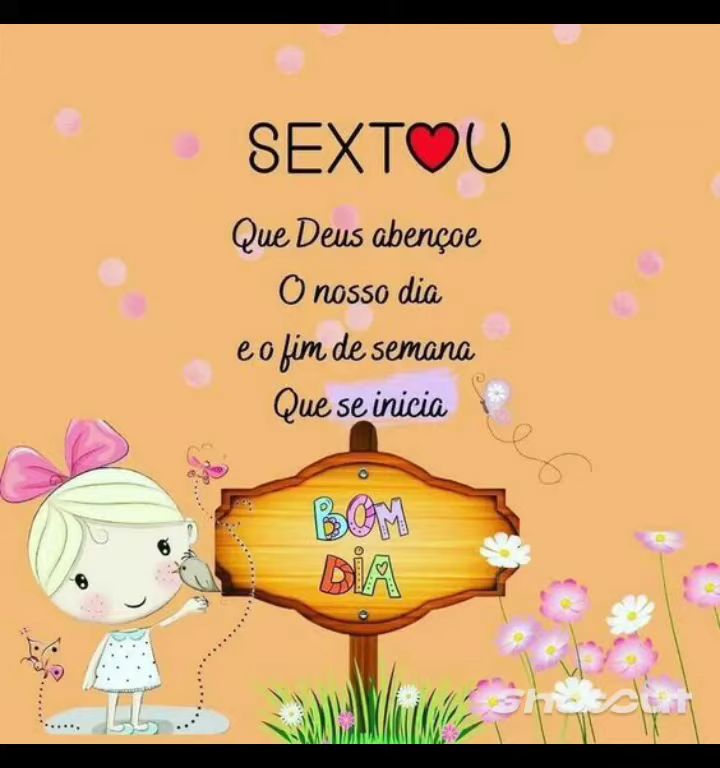 SEXTOU
Que Deus abençoe
O nosso dia
e o fim de semana
Que se inicia
BOM
DIA